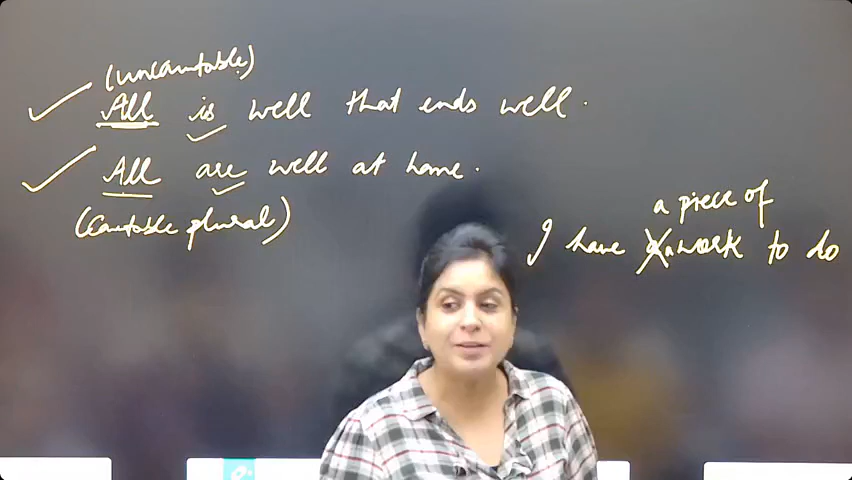 (uncountable)
All is well that ends well.
All are well at home.
(Countable plural)
a piece of
I have a work to do